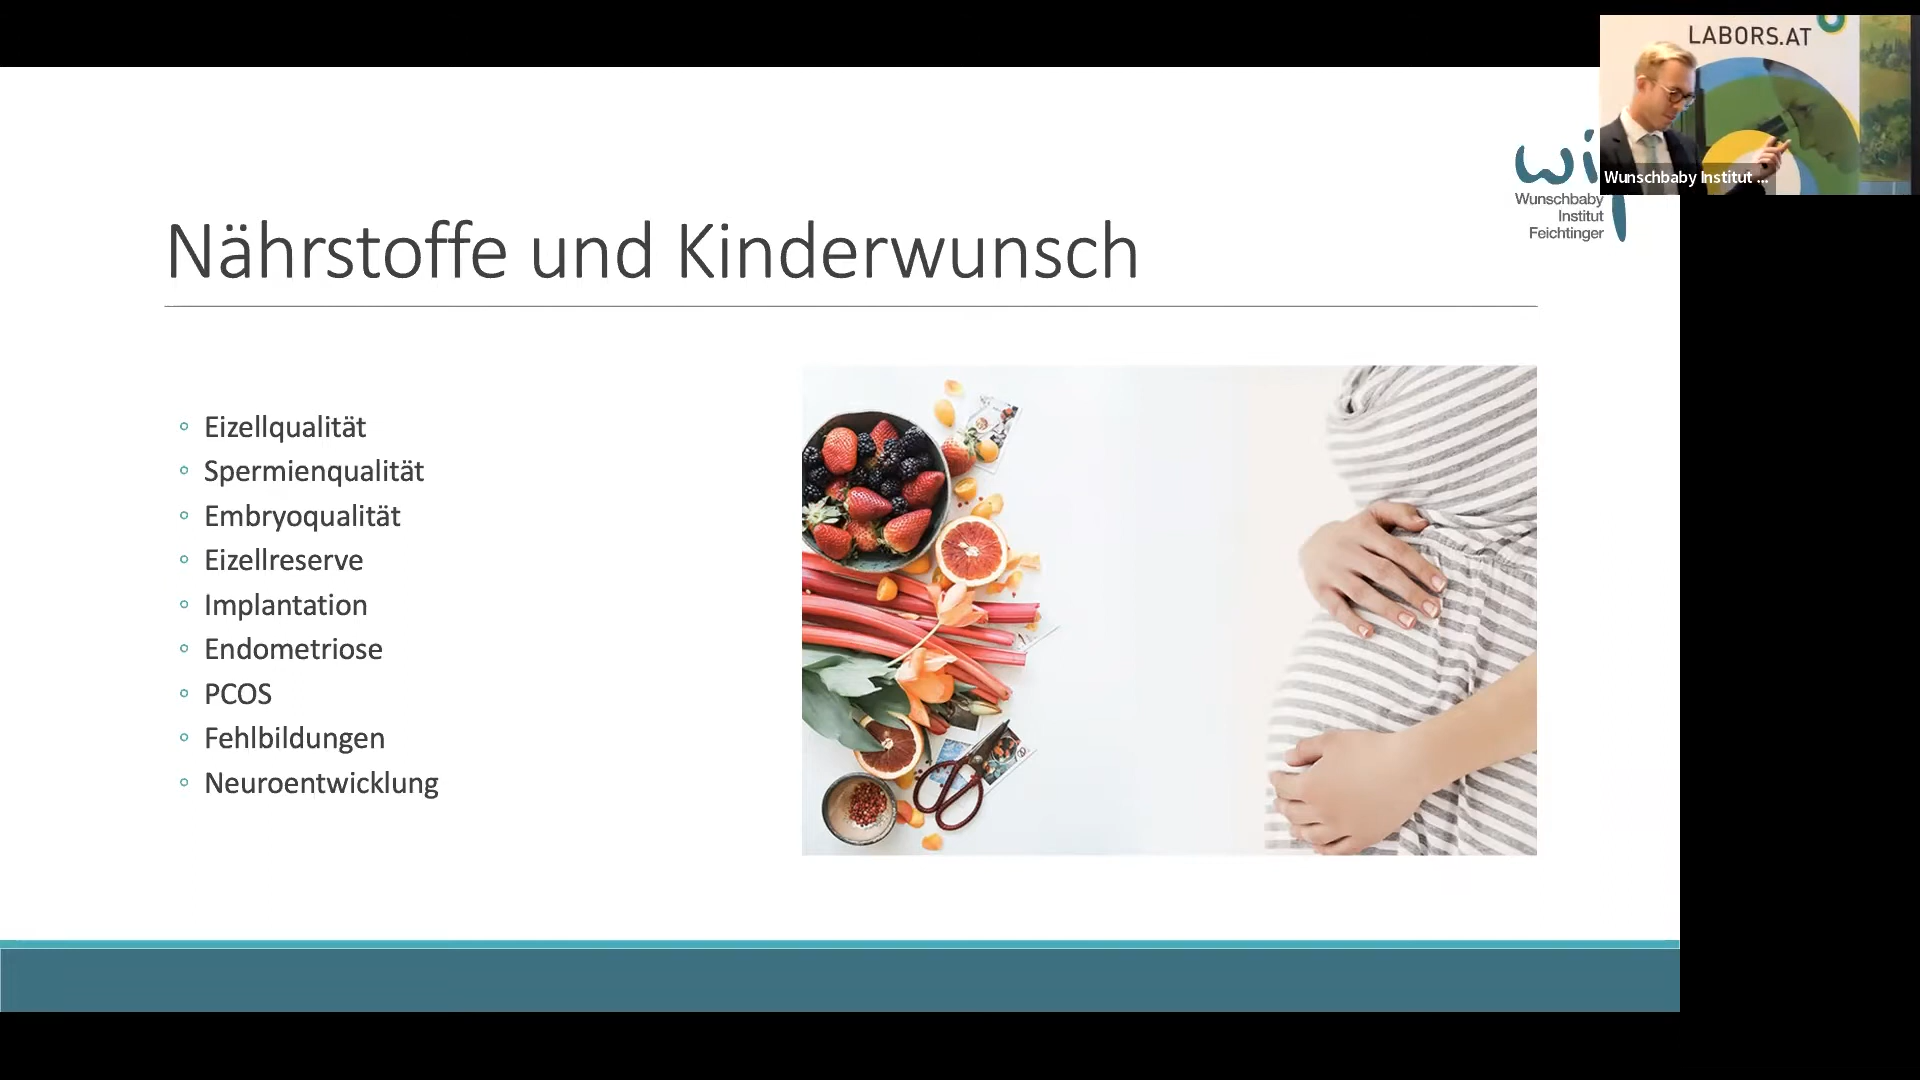 LABORS.AT
Wunschbaby Institut ...
wi
Wunschbaby
Institut
Feichtinger
Nährstoffe und Kinderwunsch
Eizellqualität
Spermienqualität
Embryoqualität
Eizellreserve
Implantation
Endometriose
PCOS
Fehlbildungen
Neuroentwicklung